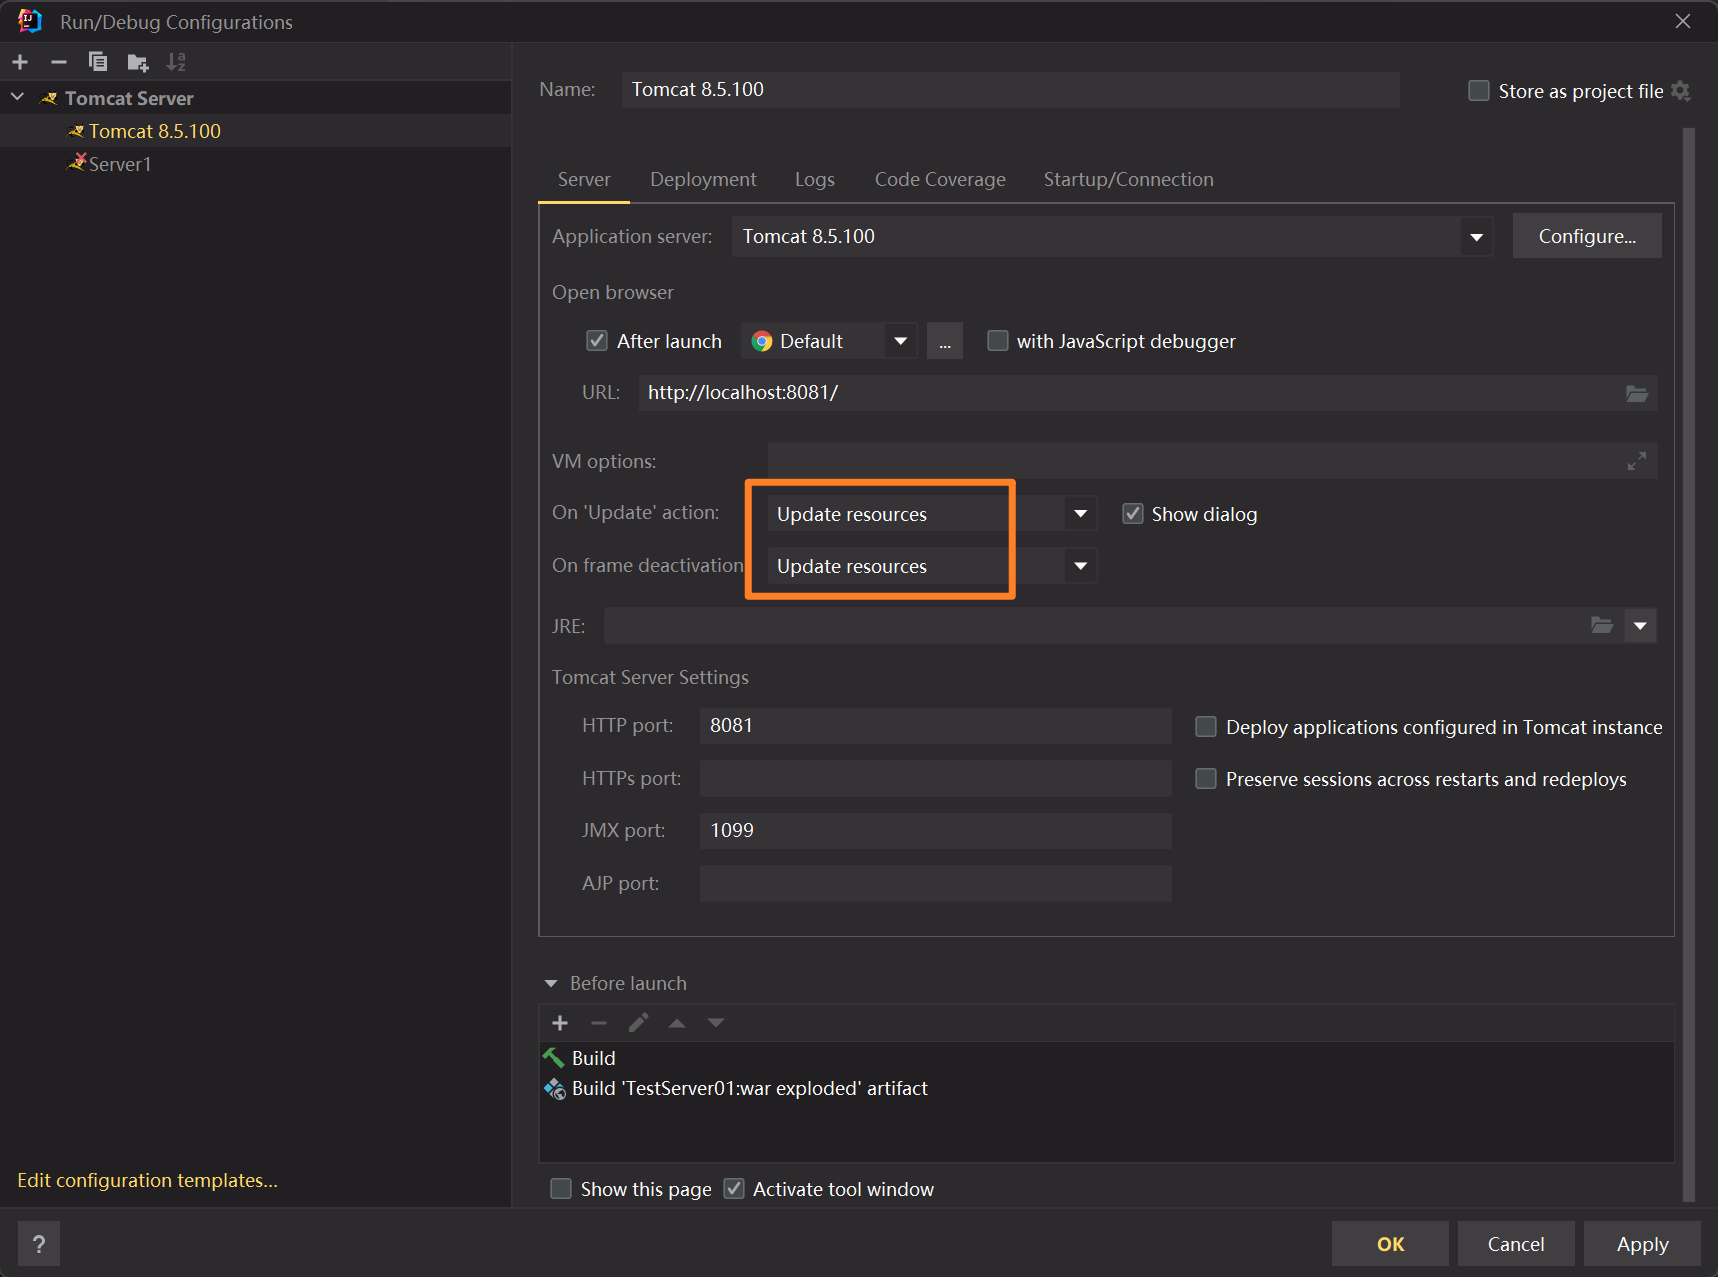 Run/Debug Configurations
Tomcat Server
Tomcat 8.5.100
Server1
Edit configuration templates...
Name: Tomcat 8.5.100
Store as project file
Server Deployment Logs Code Coverage Startup/Connection
Application server: Tomcat 8.5.100 Configure...
Open browser
After launch Default ... with JavaScript debugger
URL: http://localhost:8081/
VM options:
On 'Update' action: Update resources Show dialog
On frame deactivation Update resources
JRE:
Tomcat Server Settings
HTTP port: 8081 Deploy applications configured in Tomcat instance
HTTPs port: Preserve sessions across restarts and redeploys
JMX port: 1099
AJP port:
Before launch
Build
Build 'TestServer01:war exploded' artifact
Show this page Activate tool window
? OK Cancel Apply